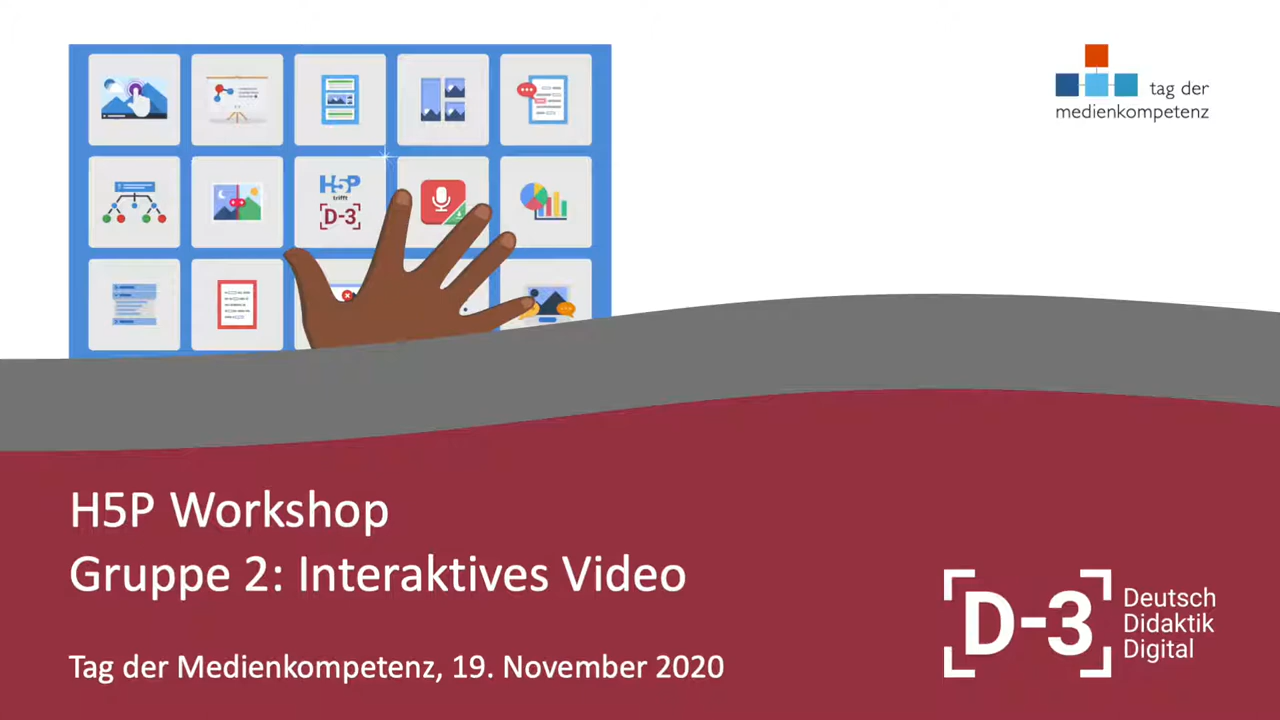 tag der
medienkompetenz
H5P
trifft
[D-3]
H5P Workshop
Gruppe 2: Interaktives Video
Tag der Medienkompetenz, 19. November 2020
[D-3]
Deutsch
Didaktik
Digital